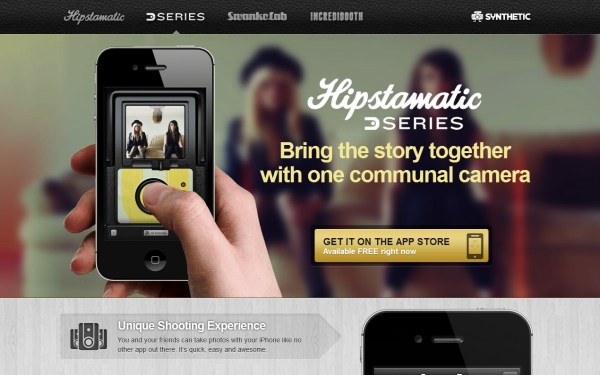 Hipstamatic
D SERIES
SwankoLab
INCREDIBOOTH
SYNTHETIC
Hipstamatic
D SERIES
Bring the story together
with one communal camera
GET IT ON THE APP STORE
Available FREE right now
Unique Shooting Experience
You and your friends can take photos with your iPhone like no
other app out there. It's quick, easy and awesome.